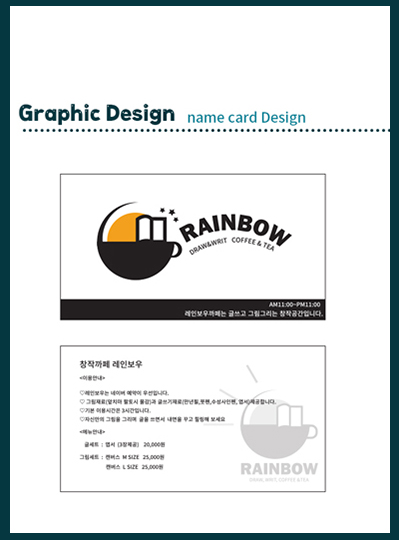 Graphic Design name card Design
RAINBOW
DRAW&WRIT COFFEE & TEA
AM11:00~PM11:00
레인보우까페는 글쓰고 그림그리는 창작공간입니다.
창작까페 레인보우
<이용안내>
♡레인보우는 네이버 예약이 우선입니다.
♡그림재료(알지와 팔토시 물감)과 글쓰기재료(만년필,붓펜,수성사인펜, 엽서)제공합니다.
♡기본 이용시간은 3시간입니다.
♡자신만의 그림을 그리며 글을 쓰면서 내면을 꾸고 힐링해 보세요
<메뉴안내>
글세트 : 엽서 (3장제공) 20,000원
그림세트 : 캔버스 M SIZE 25,000원
캔버스 L SIZE 25,000원
RAINBOW
DRAW, WRIT, COFFEE & TEA